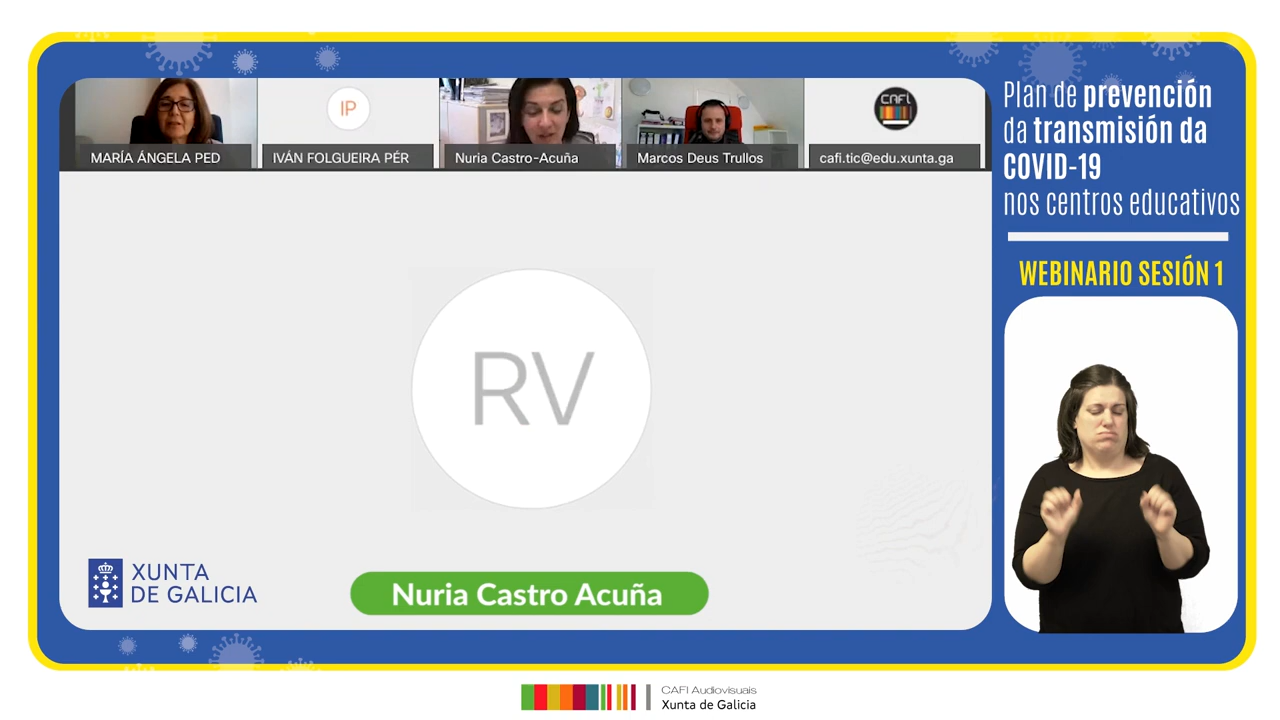 MARÍA ÁNGELA PED
IP
IVÁN FOLGUEIRA PÉR
Nuria Castro-Acuña
Marcos Deus Trullos
CAFI
cafi.tic@edu.xunta.ga
Plan de prevención
da transmisión da
COVID-19
nos centros educativos
WEBINARIO SESIÓN 1
RV
XUNTA
DE GALICIA
Nuria Castro Acuña
CAFI Audiovisuais
Xunta de Galicia